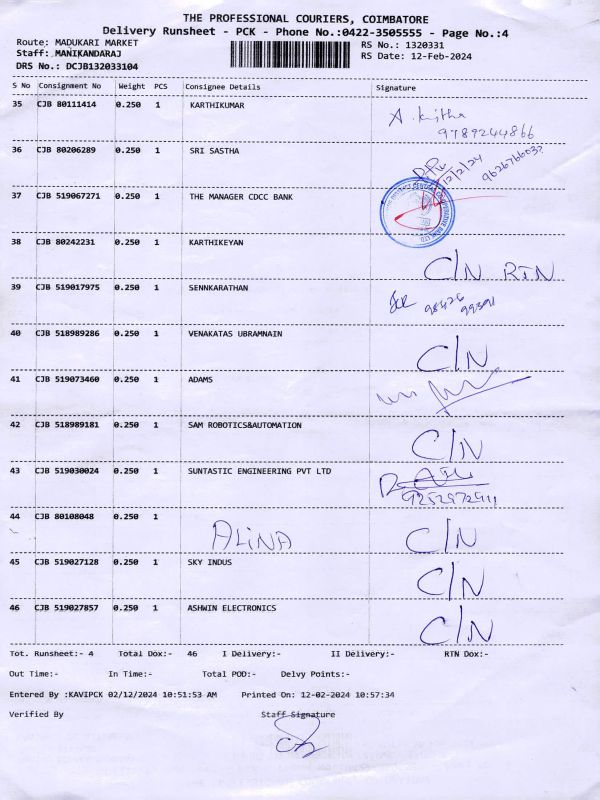 THE PROFESSIONAL COURIERS, COIMBATORE
Delivery Runsheet - PCK - Phone No.:0422-3505555 - Page No.:4
Route: MADUKARI MARKET
RS No.: 1320331
Staff: MANIKANDARAJ
RS Date: 12-Feb-2024
DRS No.: DCJB132033104
S No Consignment No Weight PCS Consignee Details Signature
35 CJB 80111414 0.250 1 KARTHIKUMAR
9789244866
36 CJB 80206289 0.250 1 SRI SASTHA
12/2/24
37 CJB 519067271 0.250 1 THE MANAGER CDCC BANK
38 CJB 80242231 0.250 1 KARTHIKEYAN C/N RTN
39 CJB 519017975 0.250 1 SENNKARATHAN
40 CJB 518989286 0.250 1 VENAKATAS UBRAMNAIN C/N
41 CJB 519073460 0.250 1 ADAMS
42 CJB 518989181 0.250 1 SAM ROBOTICS&AUTOMATION C/N
43 CJB 519030024 0.250 1 SUNTASTIC ENGINEERING PVT LTD
44 CJB 80108048 0.250 1 ALINA C/N
45 CJB 519027128 0.250 1 SKY INDUS C/N
46 CJB 519027857 0.250 1 ASHWIN ELECTRONICS C/N
Tot. Runsheet:- 4 Total Dox:- 46 I Delivery:- II Delivery:- RTN Dox:-
Out Time:- In Time:- Total POD:- Delvy Points:-
Entered By :KAVIPCK 02/12/2024 10:51:53 AM Printed On: 12-02-2024 10:57:34
Verified By Staff Signature